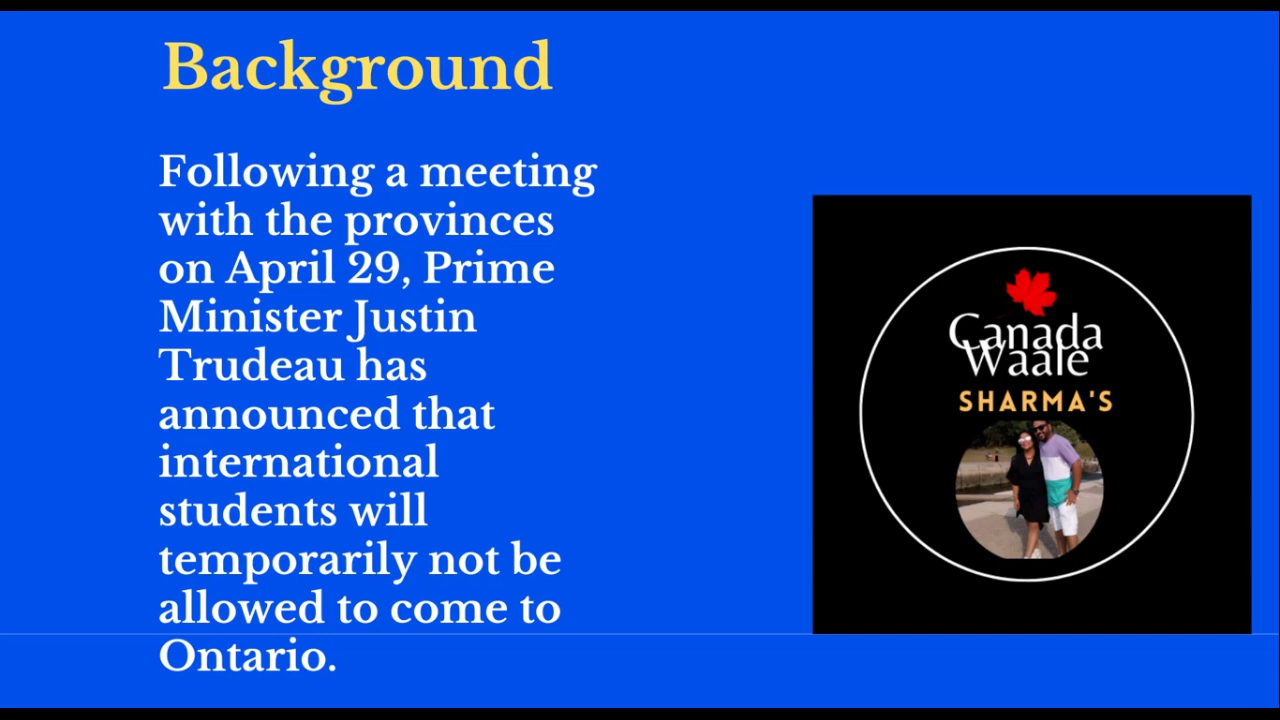 Background
Following a meeting
with the provinces
on April 29, Prime
Minister Justin
Trudeau has
announced that
international
students will
temporarily not be
allowed to come to
Ontario.
Canada
Waale
SHARMA'S